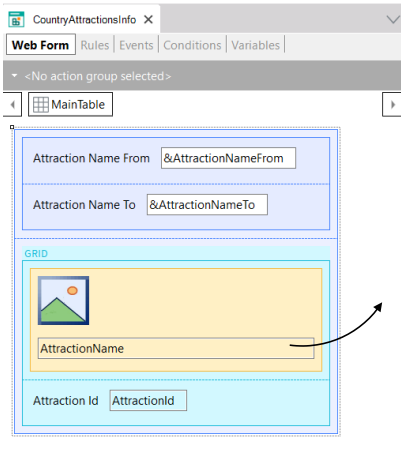 CountryAttractionsInfo
Web Form Rules Events Conditions Variables
<No action group selected>
MainTable
Attraction Name From &AttractionNameFrom
Attraction Name To &AttractionNameTo
GRID
AttractionName
Attraction Id AttractionId